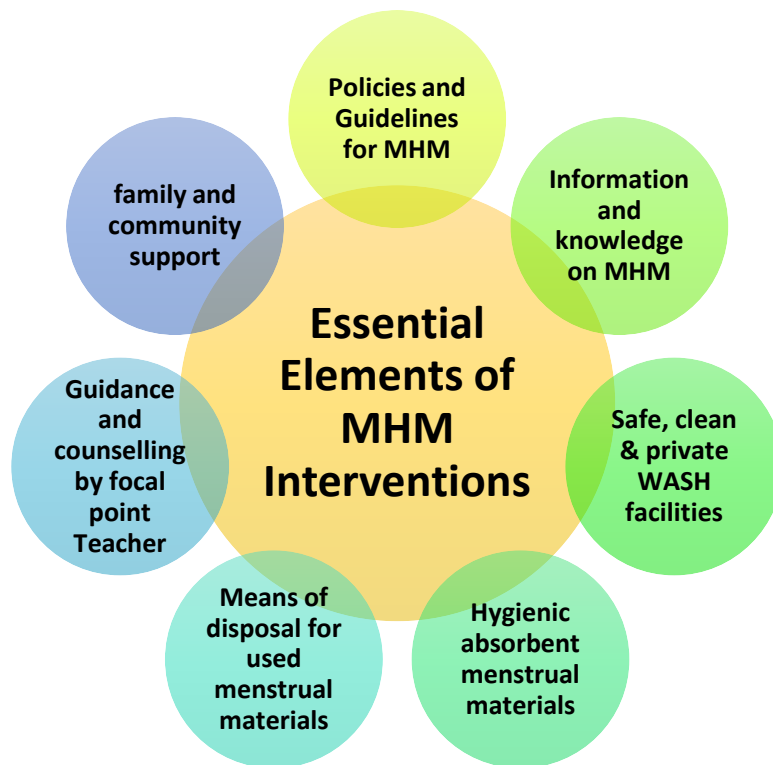 Policies and
Guidelines
for MHM
Information
and
knowledge
on MHM
Safe, clean
& private
WASH
facilities
Hygienic
absorbent
menstrual
materials
Means of
disposal for
used
menstrual
materials
Guidance
and
counselling
by focal
point
Teacher
family and
community
support
Essential
Elements of
MHM
Interventions